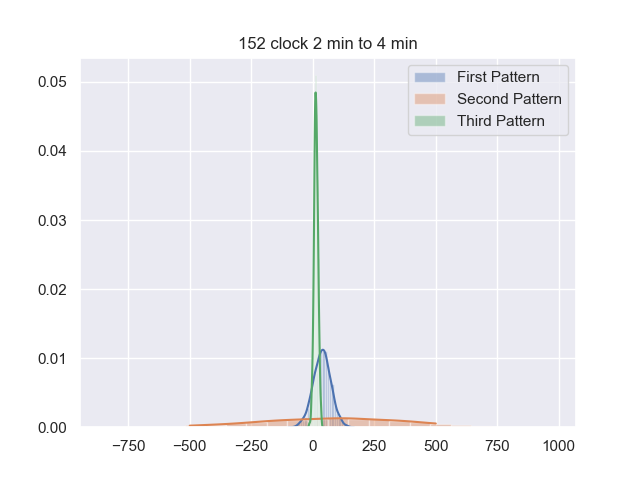 152 clock 2 min to 4 min
First Pattern
Second Pattern
Third Pattern
0.05
0.04
0.03
0.02
0.01
0.00
−750 −500 −250 0 250 500 750 1000